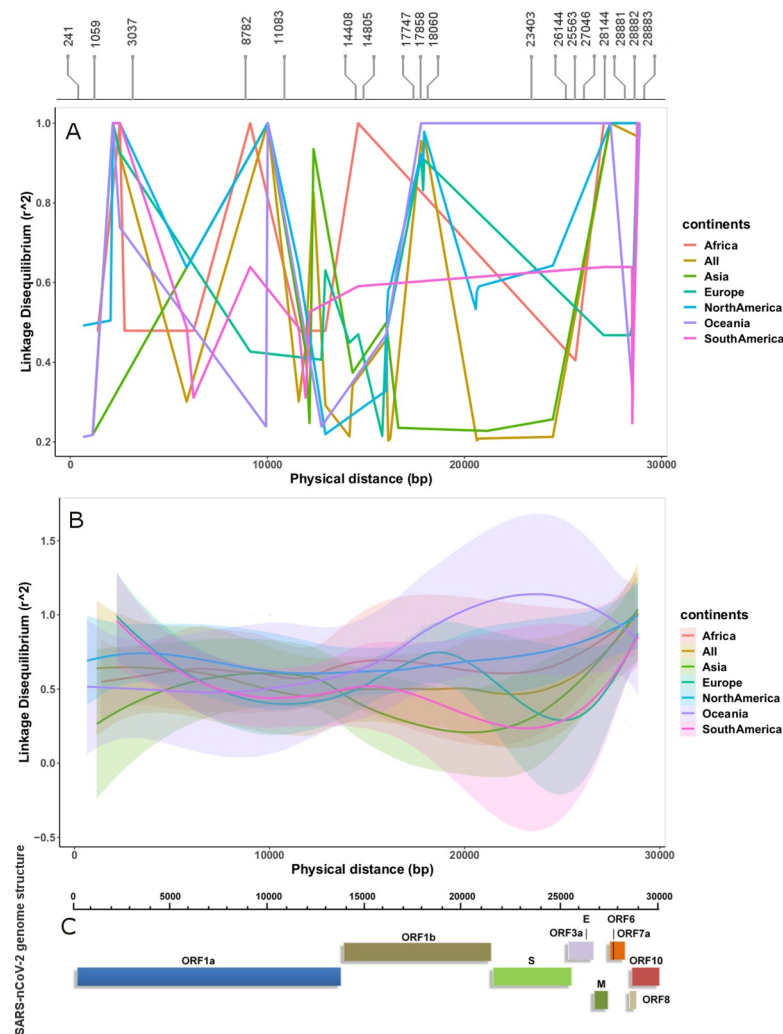 241
1059
3037
8782
11083
14408
14805
17747
17858
18060
23403
26144
25563
27046
28144
28881
28882
28883
A
1.0
0.8
0.6
0.4
0.2
Linkage Disequilibrium (r^2)
0
10000
20000
30000
Physical distance (bp)
continents
Africa
All
Asia
Europe
NorthAmerica
Oceania
SouthAmerica
B
1.5
1.0
0.5
0.0
−0.5
Linkage Disequilibrium (r^2)
0
10000
20000
30000
Physical distance (bp)
continents
Africa
All
Asia
Europe
NorthAmerica
Oceania
SouthAmerica
SARS-nCoV-2 genome structure
0 5000 10000 15000 20000 25000 30000
C
E ORF6
ORF3a ORF7a
ORF1b
ORF1a S ORF10
M ORF8